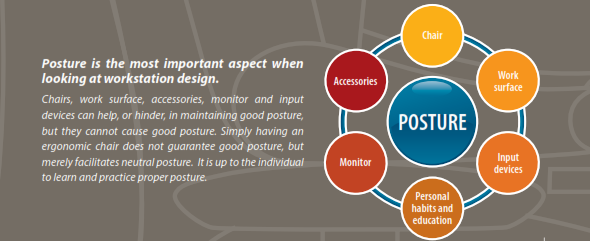 Posture is the most important aspect when
looking at workstation design.
Chairs, work surface, accessories, monitor and input
devices can help, or hinder, in maintaining good posture,
but they cannot cause good posture. Simply having an
ergonomic chair does not guarantee good posture, but
merely facilitates neutral posture. It is up to the individual
to learn and practice proper posture.
Chair
Work
surface
Input
devices
Personal
habits and
education
Monitor
Accessories
POSTURE